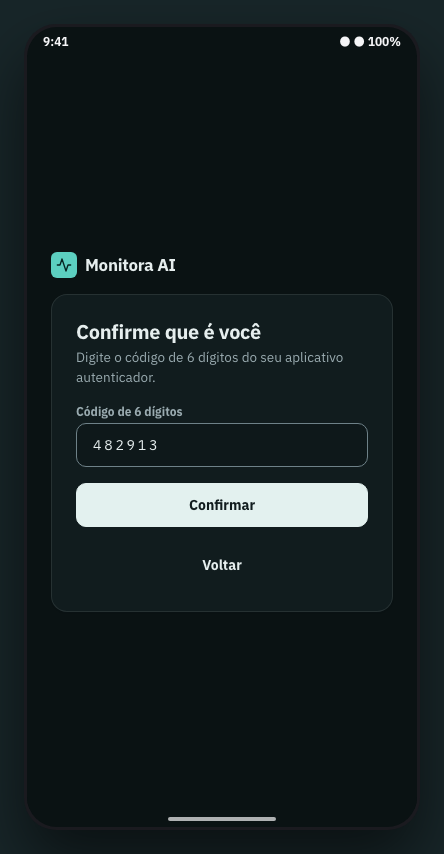 9:41
100%
Monitora AI
Confirme que é você
Digite o código de 6 dígitos do seu aplicativo
autenticador.
Código de 6 dígitos
482913
Confirmar
Voltar